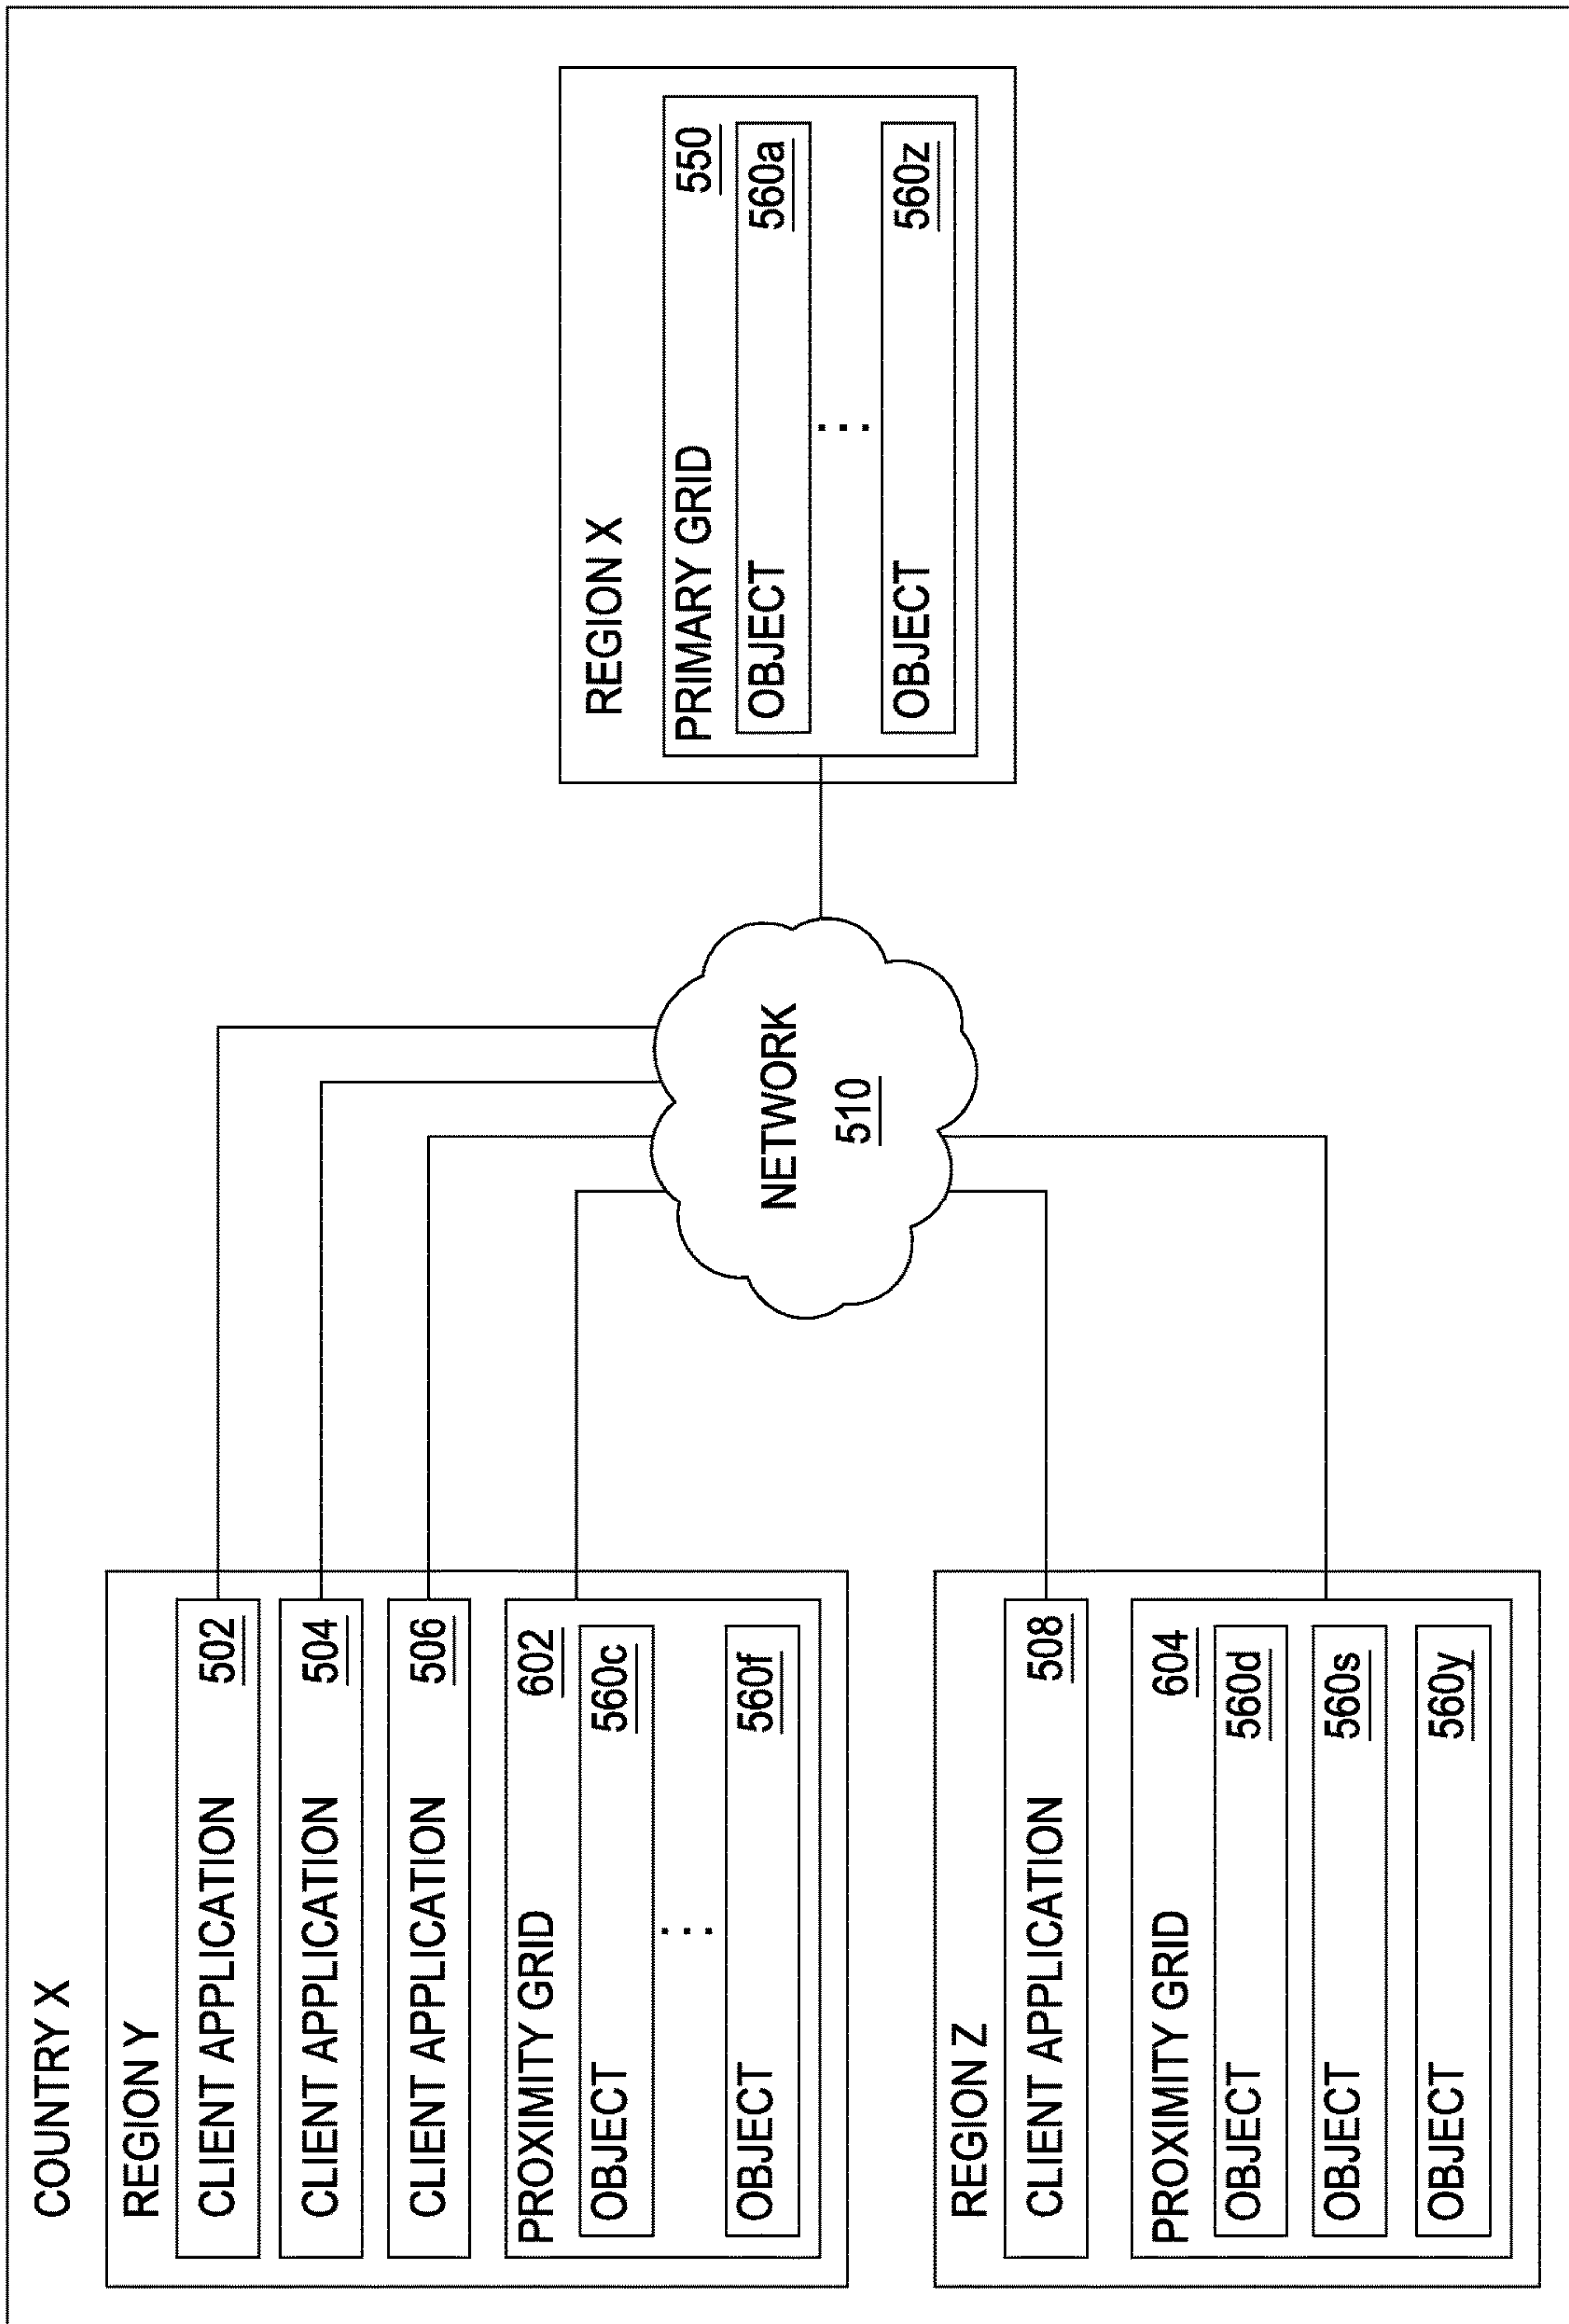 COUNTRY X
REGION Y
CLIENT APPLICATION 502
CLIENT APPLICATION 504
CLIENT APPLICATION 506
PROXIMITY GRID 602
OBJECT 560c
...
OBJECT 560f
REGION Z
CLIENT APPLICATION 508
PROXIMITY GRID 604
OBJECT 560d
OBJECT 560s
OBJECT 560y
NETWORK
510
REGION X
PRIMARY GRID 550
OBJECT 560a
...
OBJECT 560z